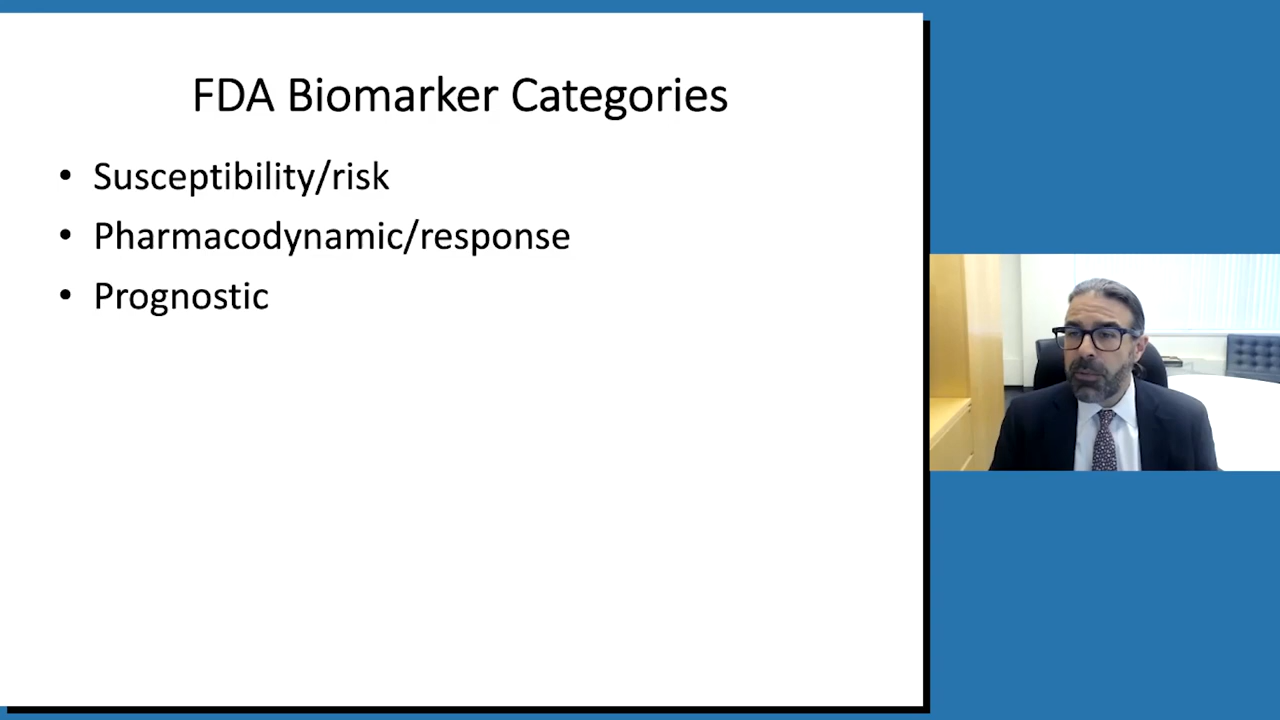 FDA Biomarker Categories
• Susceptibility/risk
• Pharmacodynamic/response
• Prognostic